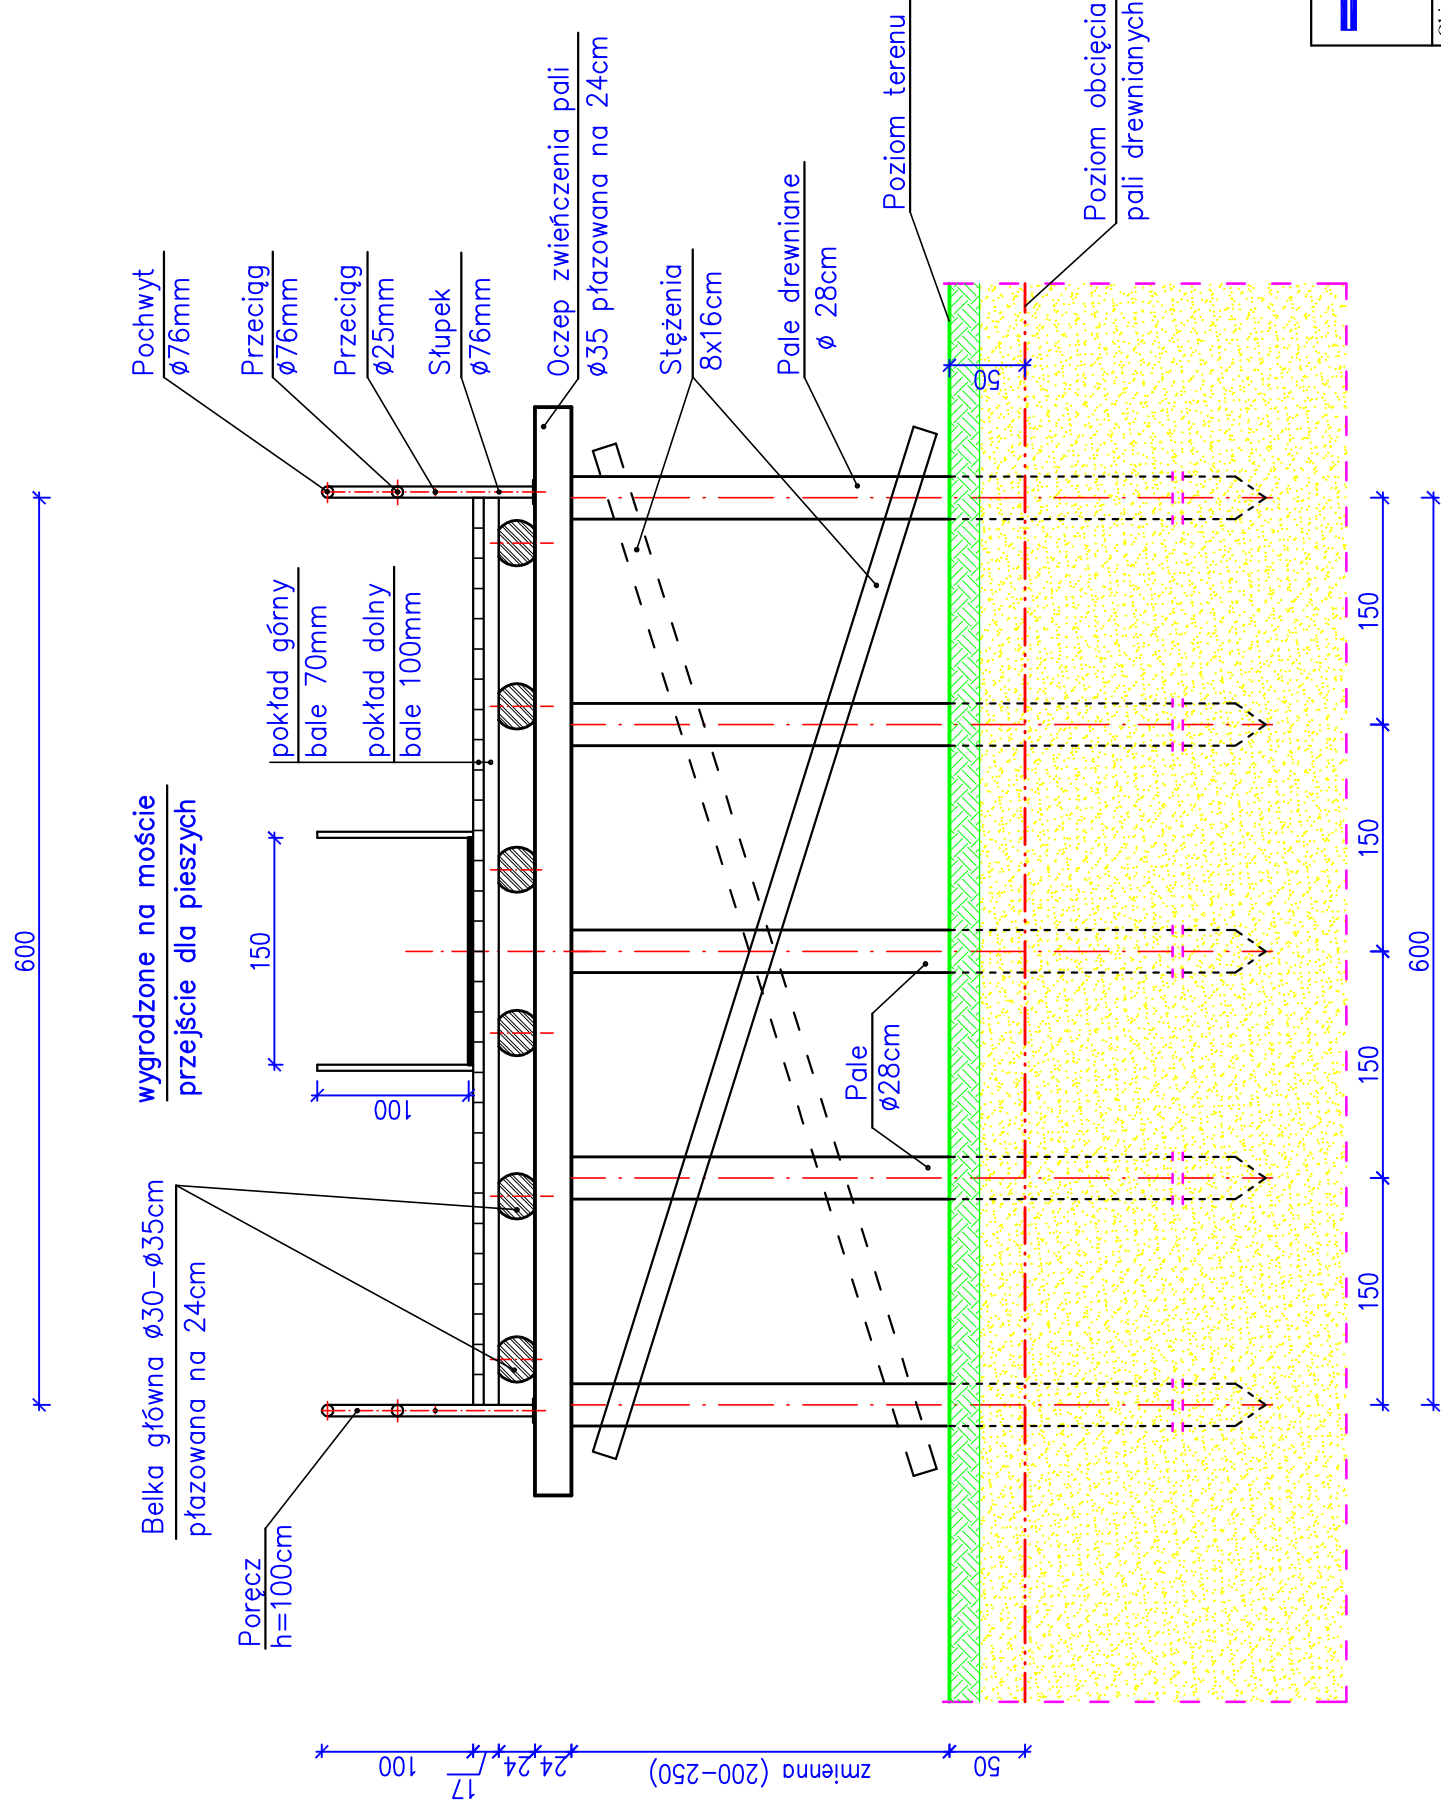 600
Pochwyt
ø76mm
Przeciąg
ø76mm
Przeciąg
ø25mm
Słupek
ø76mm
Oczep zwieńczenia pali
ø35 płazowana na 24cm
Stężenia
8x16cm
Pale drewniane
ø 28cm
Poziom terenu
Poziom obcięcia
pali drewnianych
pokład górny
bale 70mm
pokład dolny
bale 100mm
wygrodzone na moście
przejście dla pieszych
150
100
Belka główna ø30-ø35cm
płazowana na 24cm
Poręcz
h=100cm
Pale
ø28cm
50
150
150
150
150
600
100
17
24
24
zmienna (200-250)
50